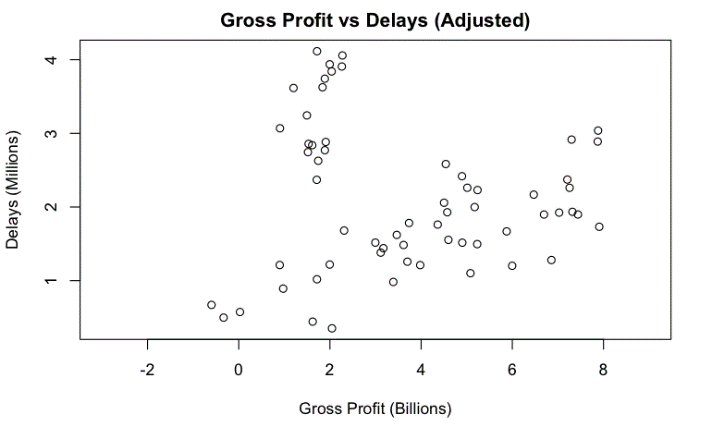 Gross Profit vs Delays (Adjusted)
4
3
2
1
Delays (Millions)
-2 0 2 4 6 8
Gross Profit (Billions)